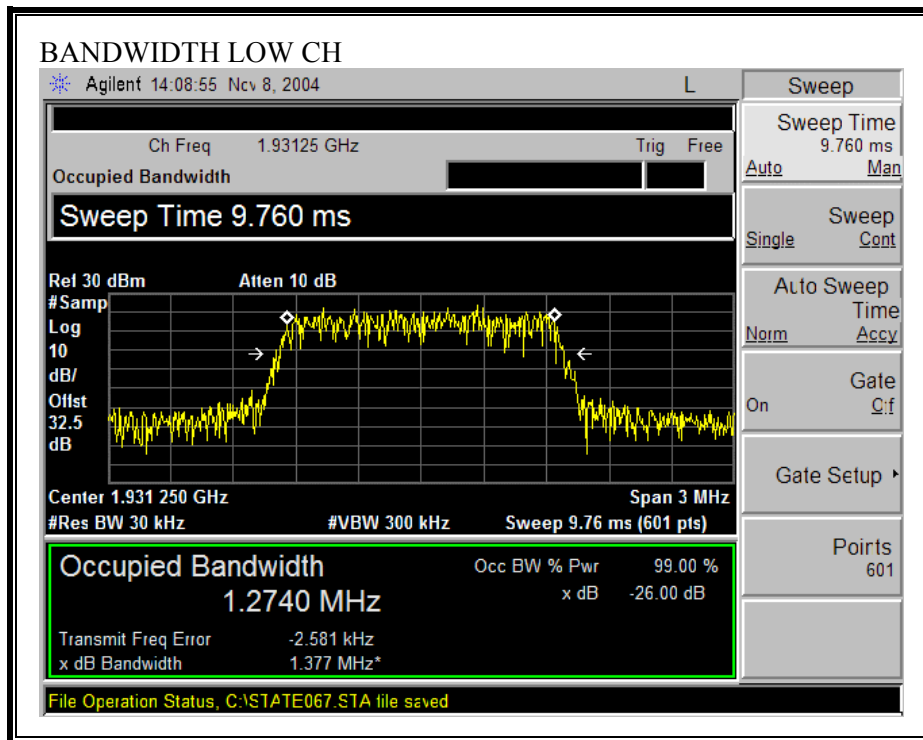 BANDWIDTH LOW CH
Agilent 14:08:55 Nov 8, 2004 L
Sweep
Ch Freq 1.93125 GHz Trig Free
Occupied Bandwidth
Sweep Time 9.760 ms
Ref 30 dBm Atten 10 dB
#Samp
Log
10
dB/
Offst
32.5
dB
Center 1.931 250 GHz Span 3 MHz
#Res BW 30 kHz #VBW 300 kHz Sweep 9.76 ms (601 pts)
Occupied Bandwidth Occ BW % Pwr 99.00 %
1.2740 MHz x dB -26.00 dB
Transmit Freq Error -2.581 kHz
x dB Bandwidth 1.377 MHz*
File Operation Status, C:\STATE067.STA file saved
Sweep Time
9.760 ms
Auto Man
Sweep
Single Cont
Auto Sweep
Time
Norm Accy
Gate
On Off
Gate Setup
Points
601